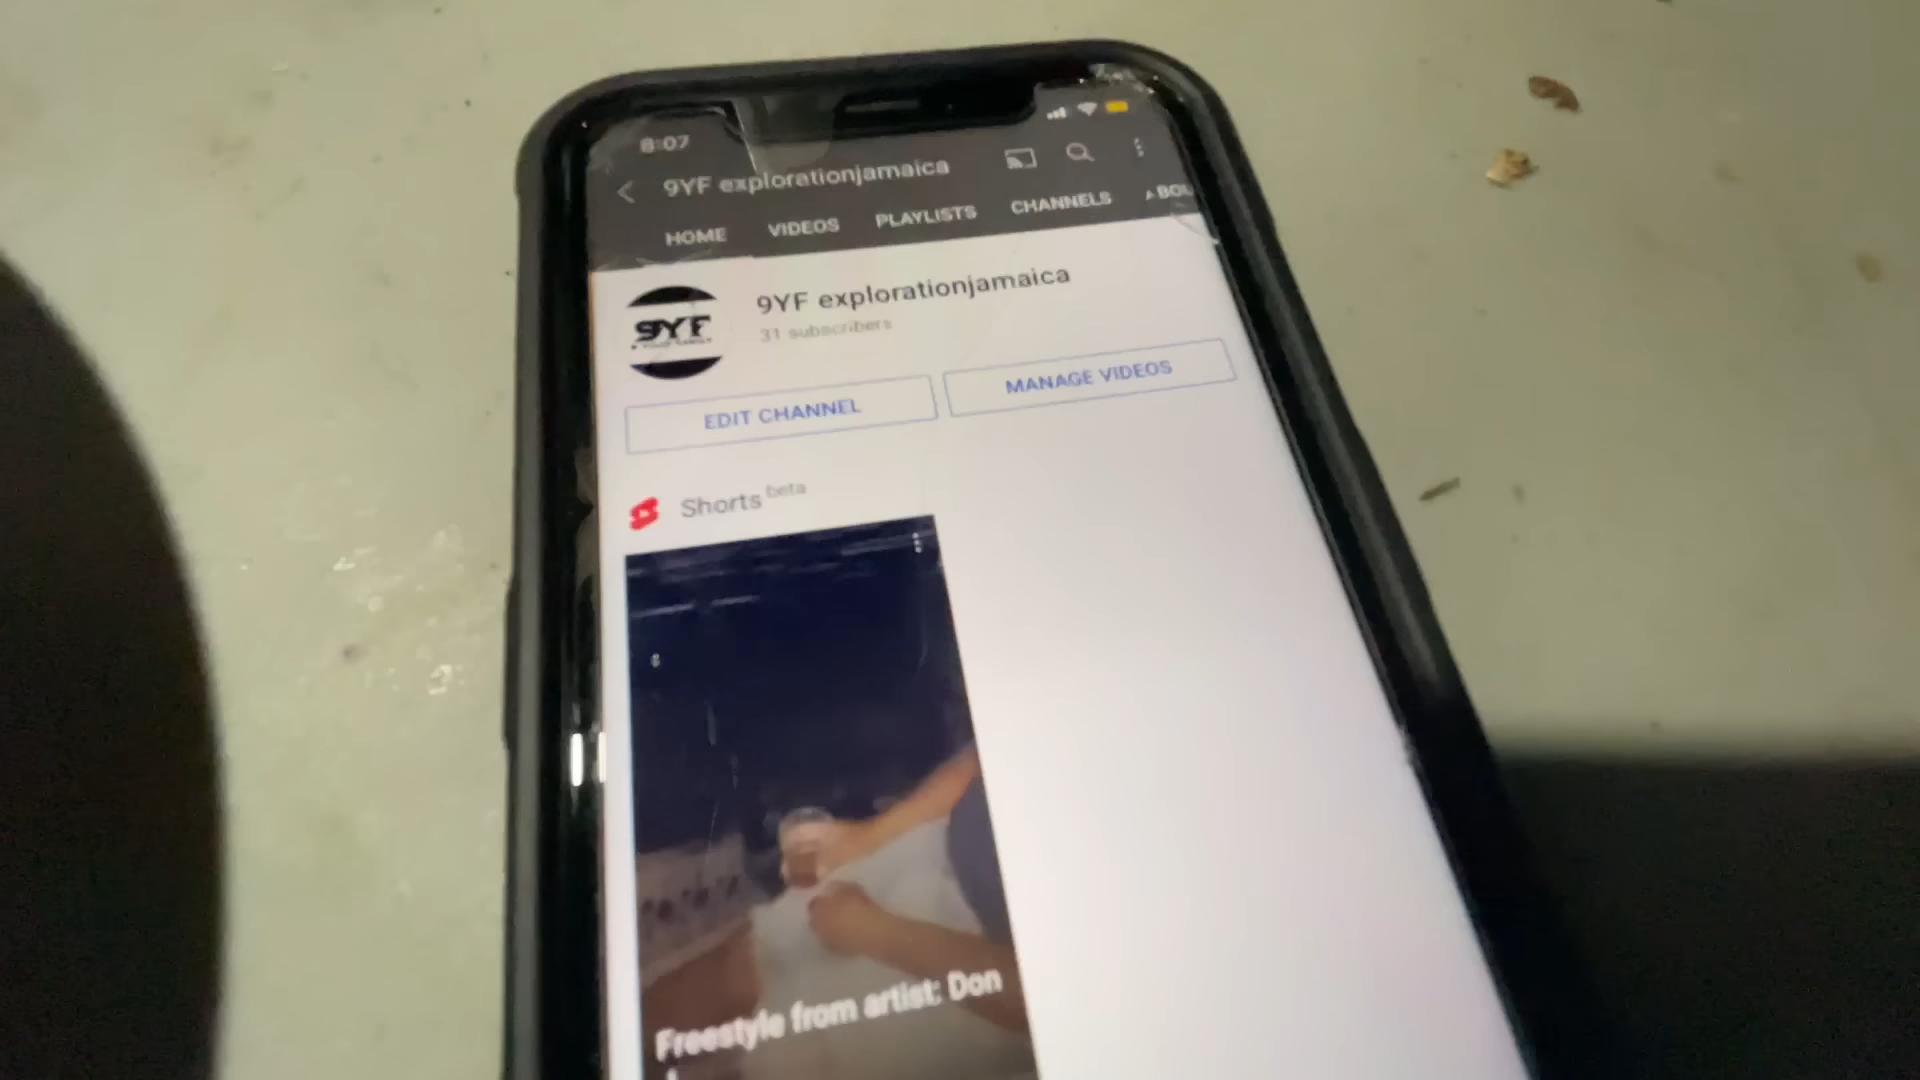 8:07
9YF explorationjamaica
HOME VIDEOS PLAYLISTS CHANNELS ABOU
9YF
9YF explorationjamaica
31 subscribers
EDIT CHANNEL MANAGE VIDEOS
Shorts beta
Freestyle from artist: Don